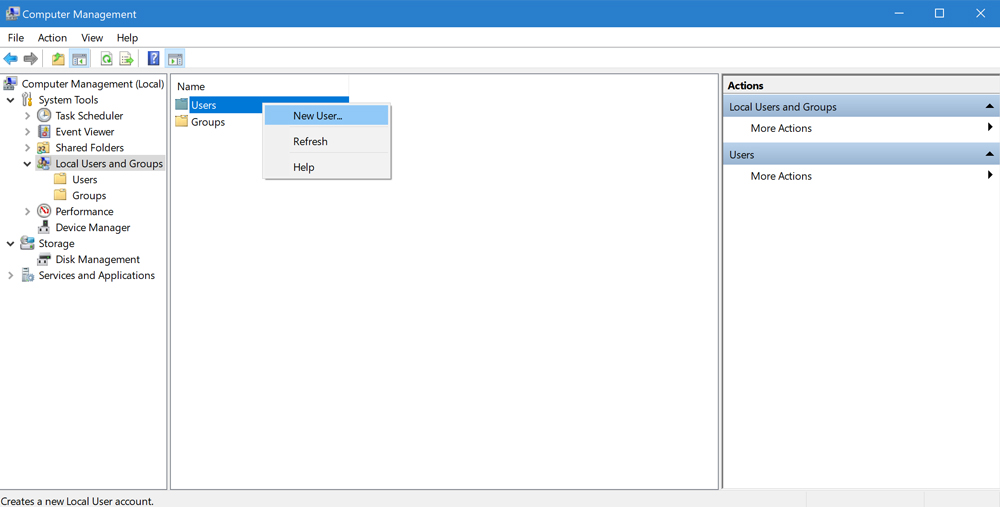 Computer Management
File Action View Help
Computer Management (Local)
System Tools
Task Scheduler
Event Viewer
Shared Folders
Local Users and Groups
Users
Groups
Performance
Device Manager
Storage
Disk Management
Services and Applications
Name
Users
Groups
New User...
Refresh
Help
Actions
Local Users and Groups
More Actions
Users
More Actions
Creates a new Local User account.